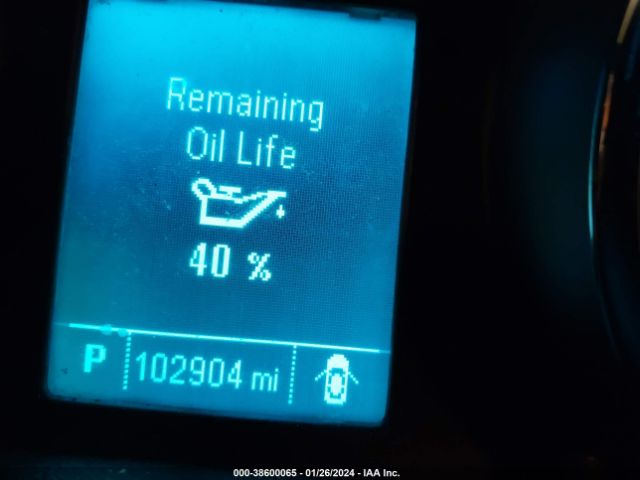 Remaining
Oil Life
40 %
P 102904 mi
000-38600065 - 01/26/2024 - IAA Inc.